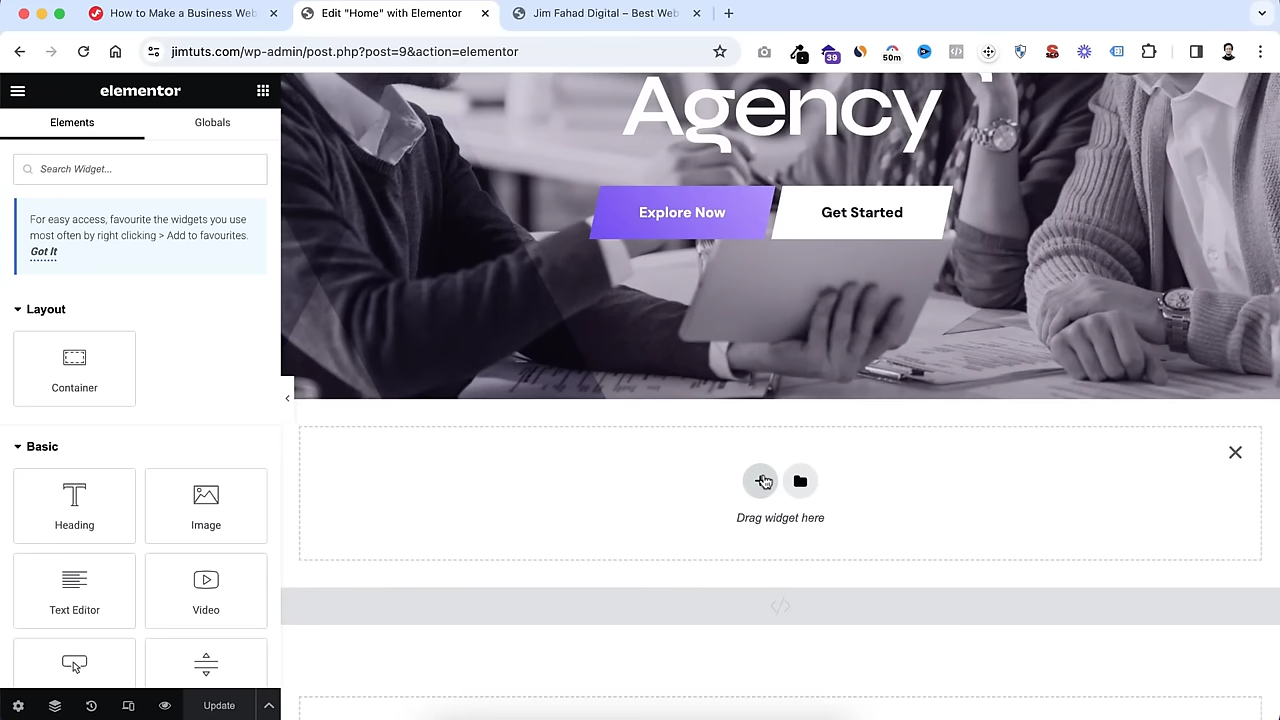 How to Make a Business Web
Edit "Home" with Elementor
Jim Fahad Digital – Best Web
jimtuts.com/wp-admin/post.php?post=9&action=elementor
39
50m
elementor
Elements
Globals
Search Widget...
For easy access, favourite the widgets you use
most often by right clicking > Add to favourites.
Got It
Layout
Container
Basic
Heading
Image
Text Editor
Video
Update
Agency
Explore Now
Get Started
Drag widget here